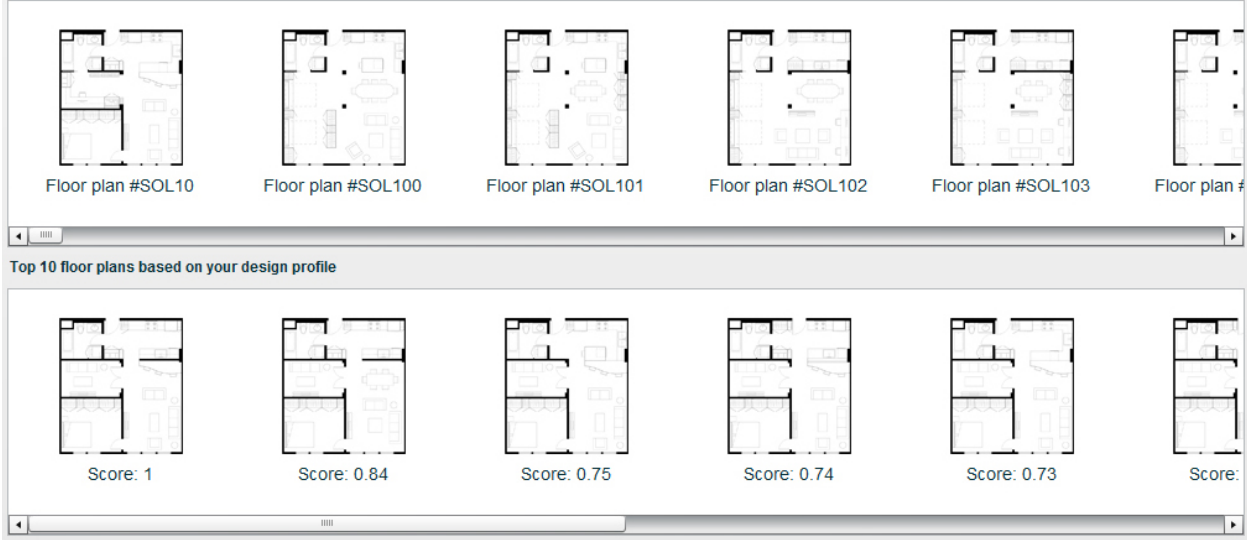 Floor plan #SOL10
Floor plan #SOL100
Floor plan #SOL101
Floor plan #SOL102
Floor plan #SOL103
Floor plan #
Top 10 floor plans based on your design profile
Score: 1
Score: 0.84
Score: 0.75
Score: 0.74
Score: 0.73
Score: